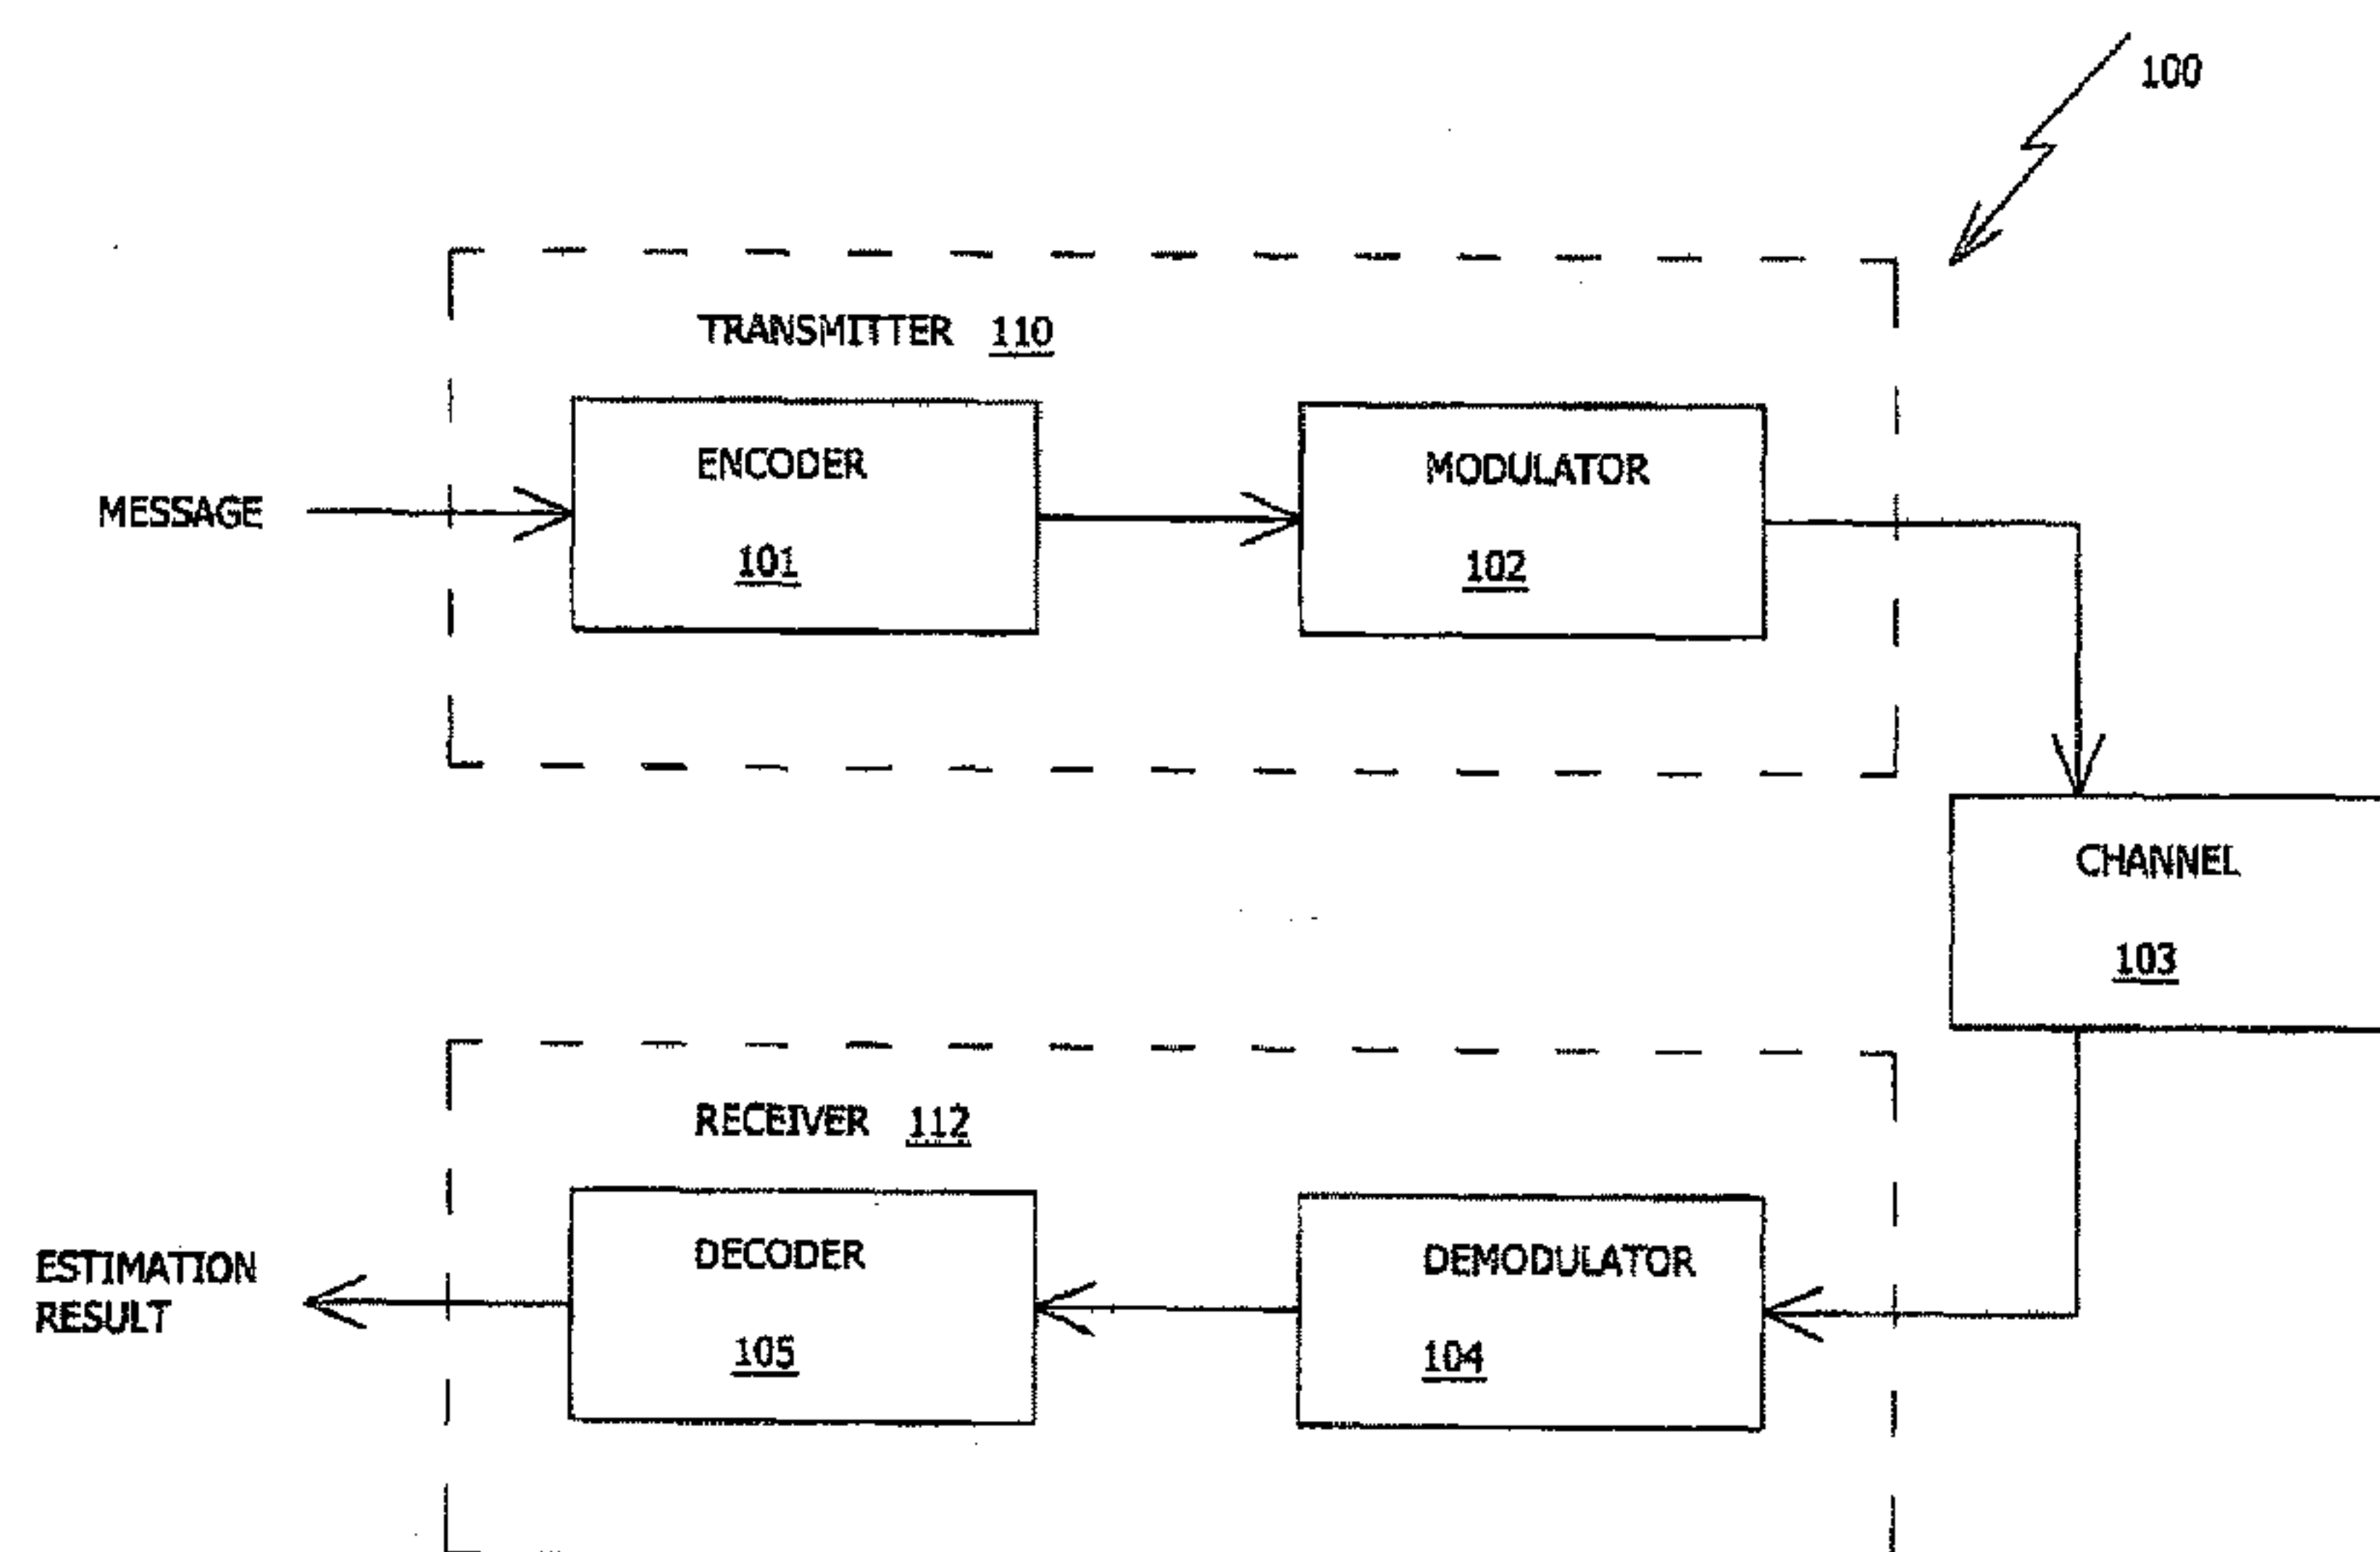 100
TRANSMITTER 110
ENCODER
101
MODULATOR
102
MESSAGE
CHANNEL
103
RECEIVER 112
DECODER
105
DEMODULATOR
104
ESTIMATION
RESULT